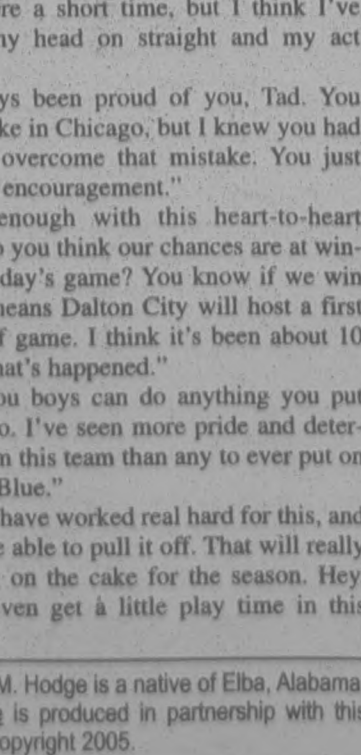 re a short time, but I think I've
my head on straight and my act
ys been proud of you, Tad. You
ke in Chicago, but I knew you had
overcome that mistake. You just
encouragement."
enough with this heart-to-heart
o you think our chances are at win-
day's game? You know if we win
means Dalton City will host a first
f game. I think it's been about 10
hat's happened."
ou boys can do anything you put
o. I've seen more pride and deter-
n this team than any to ever put on
Blue."
have worked real hard for this, and
e able to pull it off. That will really
on the cake for the season. Hey
ven get a little play time in this
M. Hodge is a native of Elba, Alabama
is produced in partnership with this
opyright 2005.